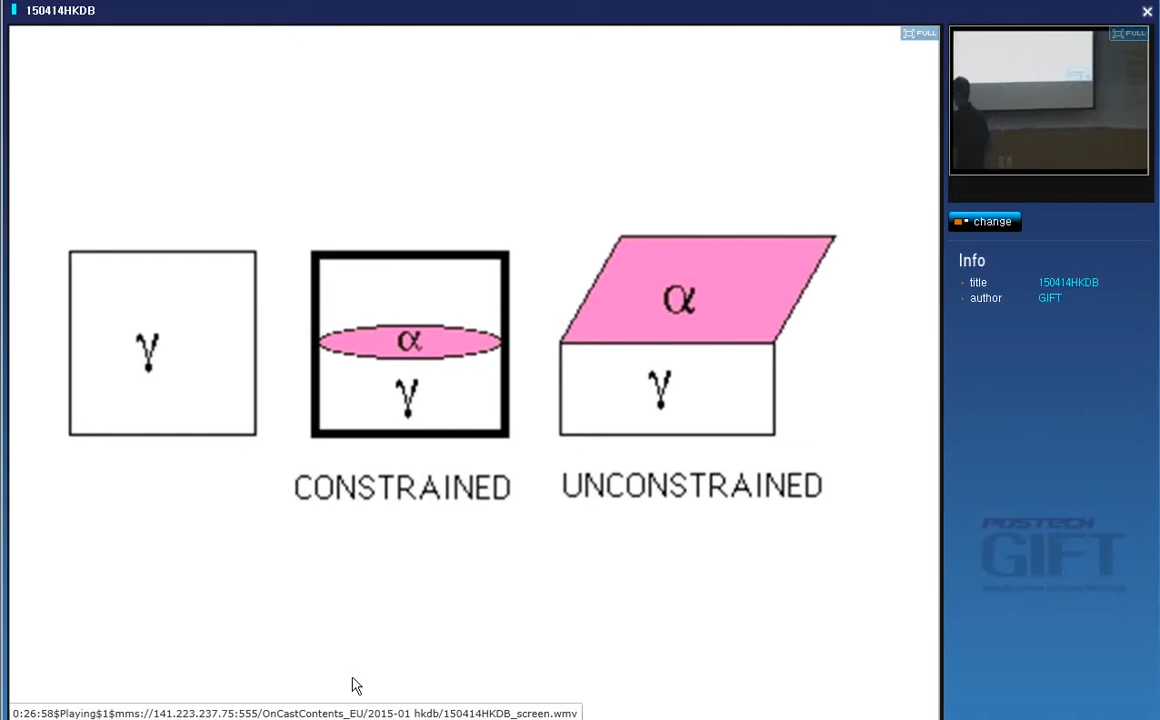 150414HKDB
FULL
FULL
γ
α
γ
α
γ
CONSTRAINED
UNCONSTRAINED
change
Info
title 150414HKDB
author GIFT
POSTECH
GIFT
0:26:58$Playing$1$mms://141.223.237.75:555/OnCastContents_EU/2015-01 hkdb/150414HKDB_screen.wmv